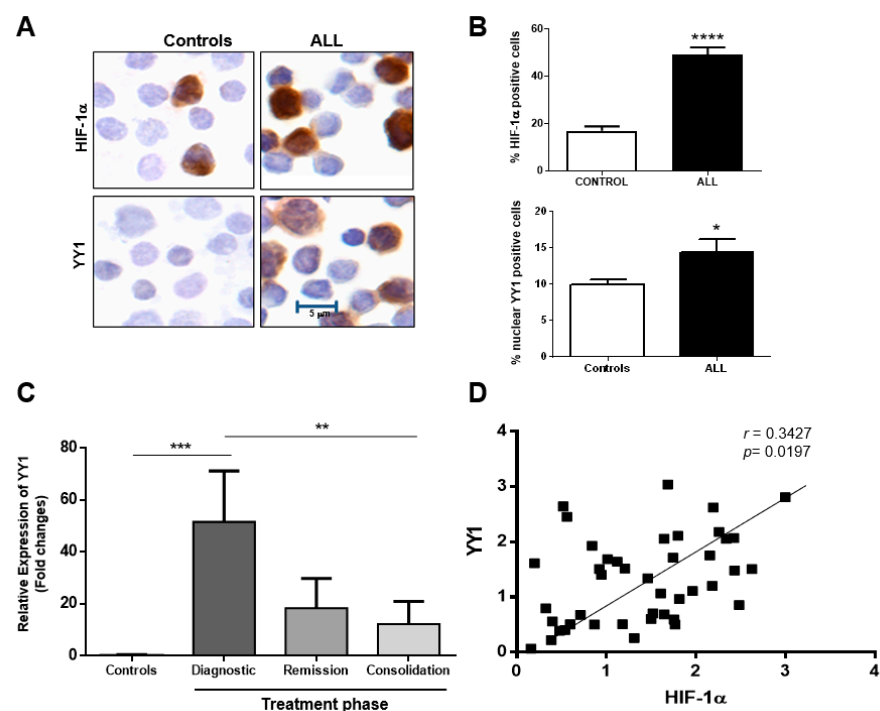 A
Controls
ALL
HIF-1α
YY1
5 μm
B
% HIF-1α positive cells
60
40
20
0
****
CONTROL
ALL
% nuclear YY1 positive cells
20
15
10
5
0
*
Controls
ALL
C
Relative Expression of YY1
(Fold changes)
80
60
40
20
0
***
**
Controls
Diagnostic
Remission
Consolidation
Treatment phase
D
YY1
4
3
2
1
0
r = 0.3427
p= 0.0197
0
1
2
3
4
HIF-1α